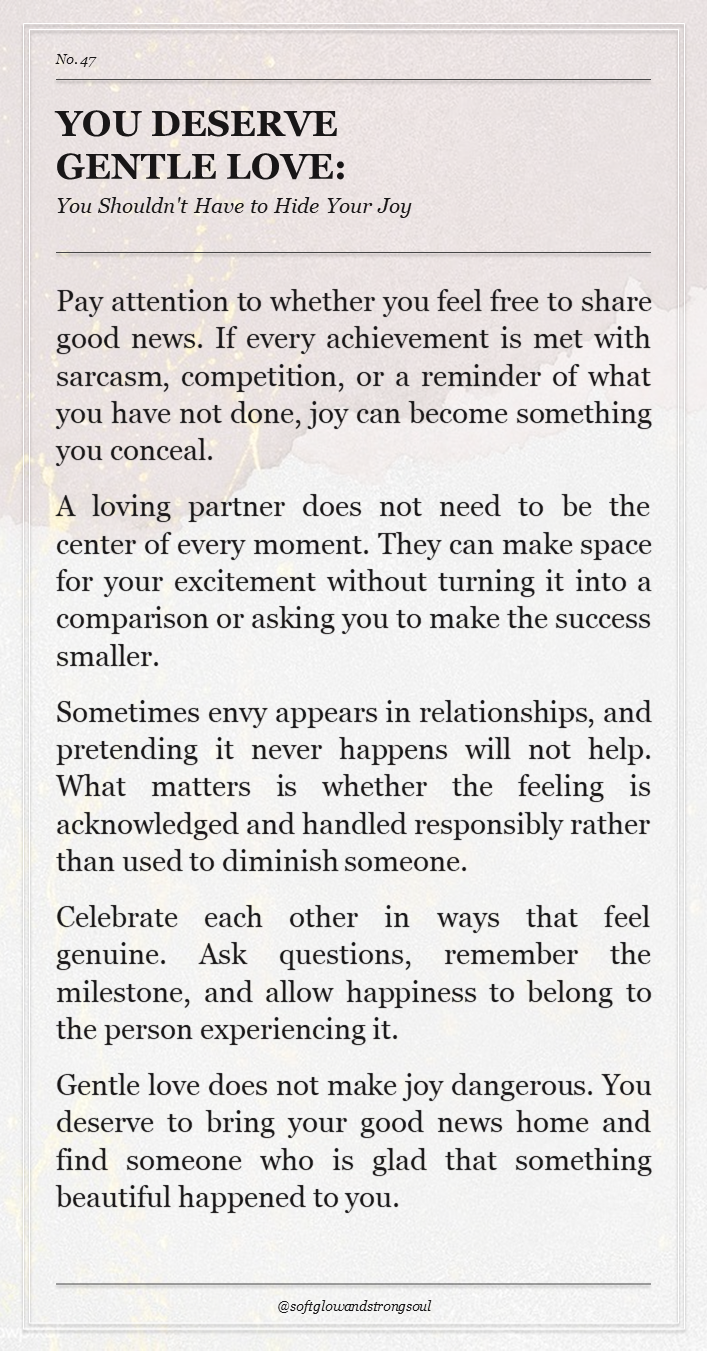 No. 47
YOU DESERVE
GENTLE LOVE:
You Shouldn't Have to Hide Your Joy
Pay attention to whether you feel free to share
good news. If every achievement is met with
sarcasm, competition, or a reminder of what
you have not done, joy can become something
you conceal.
A loving partner does not need to be the
center of every moment. They can make space
for your excitement without turning it into a
comparison or asking you to make the success
smaller.
Sometimes envy appears in relationships, and
pretending it never happens will not help.
What matters is whether the feeling is
acknowledged and handled responsibly rather
than used to diminish someone.
Celebrate each other in ways that feel
genuine. Ask questions, remember the
milestone, and allow happiness to belong to
the person experiencing it.
Gentle love does not make joy dangerous. You
deserve to bring your good news home and
find someone who is glad that something
beautiful happened to you.
@softglowandstrongsoul